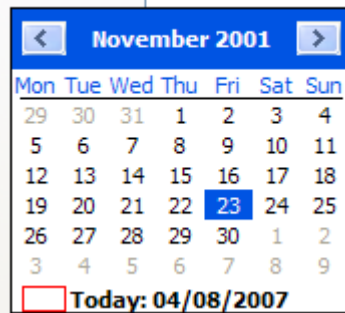 November 2001
Mon Tue Wed Thu Fri Sat Sun
29 30 31 1 2 3 4
5 6 7 8 9 10 11
12 13 14 15 16 17 18
19 20 21 22 23 24 25
26 27 28 29 30 1 2
3 4 5 6 7 8 9
Today: 04/08/2007